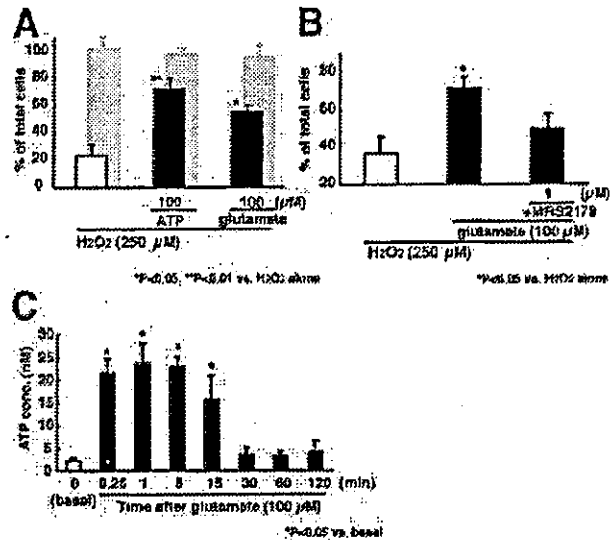 A
% of total cells
100
80
60
40
20
0
**
*
100
100 (µM)
ATP
glutamate
H2O2 (250 µM)
*P<0.05, **P<0.01 vs. H2O2 alone
B
% of total cells
80
60
40
20
*
1 (µM)
+MRS2179
glutamate (100 µM)
H2O2 (250 µM)
*P<0.05 vs. H2O2 alone
C
ATP conc. (nM)
30
25
20
15
10
5
0
*
*
*
*
0 0.25 1 5 15 30 60 120 (min)
(basal)
Time after glutamate (100 µM)
*P<0.05 vs. basal